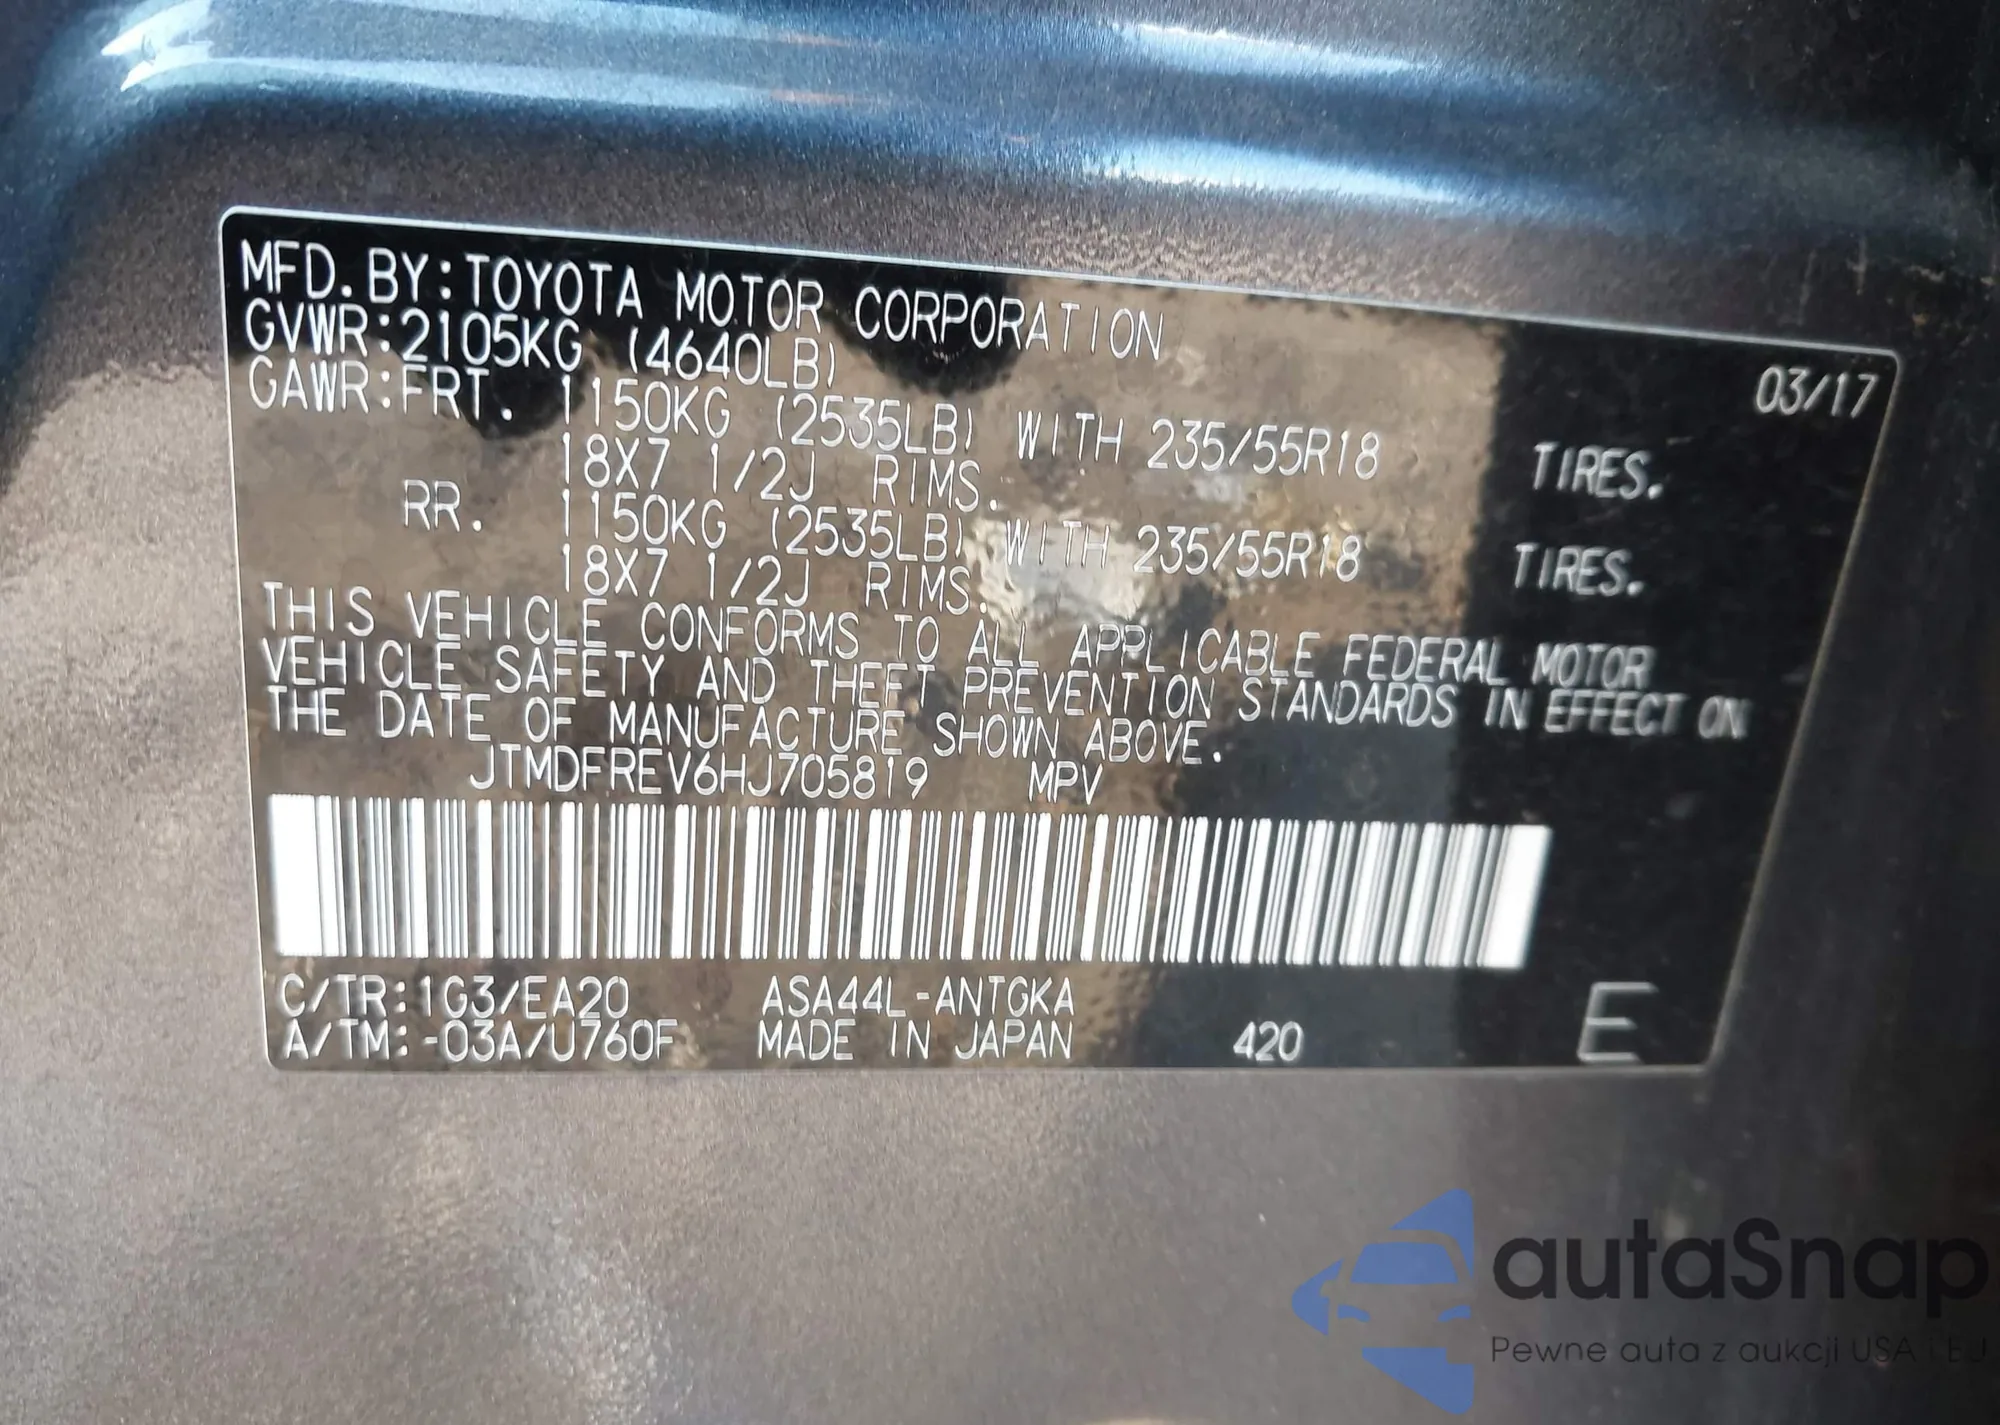 MFD. BY: TOYOTA MOTOR CORPORATION 03/17
GVWR: 2105KG (4640LB)
GAWR: FRT. 1150KG (2535LB) WITH 235/55R18 TIRES.
18X7 1/2J RIMS.
RR. 1150KG (2535LB) WITH 235/55R18 TIRES.
18X7 1/2J RIMS.
THIS VEHICLE CONFORMS TO ALL APPLICABLE FEDERAL MOTOR
VEHICLE SAFETY AND THEFT PREVENTION STANDARDS IN EFFECT ON
THE DATE OF MANUFACTURE SHOWN ABOVE.
JTMDFREV6HJ705819 MPV
C/TR: 1G3/EA20 ASA44L-ANTGKA
A/TM: -03A/U760F MADE IN JAPAN 420 E
autaSnap
Pewne auta z aukcji USA i EU